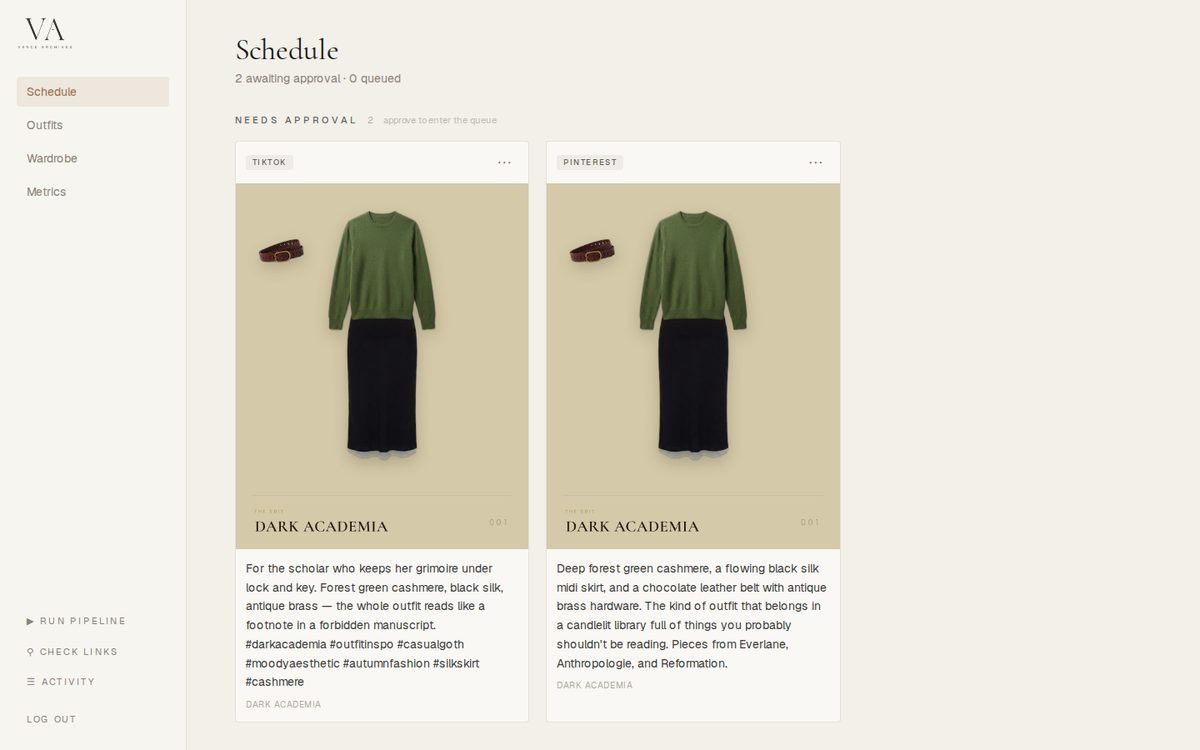 VA
VANCE ARCHIVES
Schedule
Outfits
Wardrobe
Metrics
▶ RUN PIPELINE
⚲ CHECK LINKS
☰ ACTIVITY
LOG OUT
Schedule
2 awaiting approval · 0 queued
NEEDS APPROVAL 2 approve to enter the queue
TIKTOK ···
THE EDIT
DARK ACADEMIA 001
For the scholar who keeps her grimoire under
lock and key. Forest green cashmere, black silk,
antique brass — the whole outfit reads like a
footnote in a forbidden manuscript.
#darkacademia #outfitinspo #casualgoth
#moodyaesthetic #autumnfashion #silkskirt
#cashmere
DARK ACADEMIA
PINTEREST ···
THE EDIT
DARK ACADEMIA 001
Deep forest green cashmere, a flowing black silk
midi skirt, and a chocolate leather belt with antique
brass hardware. The kind of outfit that belongs in
a candlelit library full of things you probably
shouldn't be reading. Pieces from Everlane,
Anthropologie, and Reformation.
DARK ACADEMIA